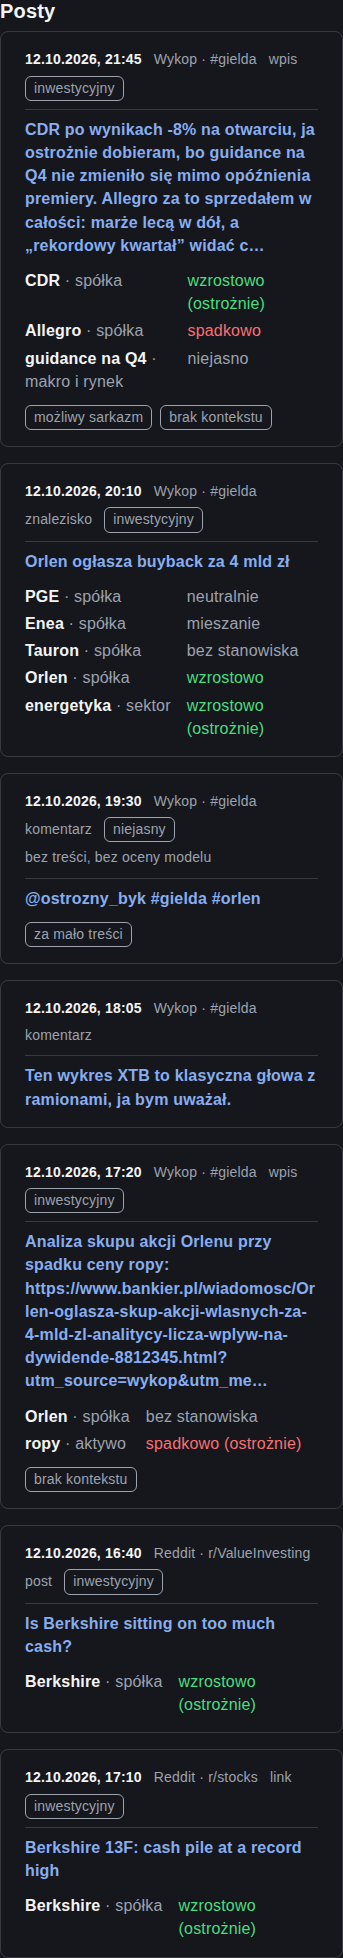 Posty
12.10.2026, 21:45 Wykop · #gielda wpis
inwestycyjny
CDR po wynikach -8% na otwarciu, ja
ostrożnie dobieram, bo guidance na
Q4 nie zmieniło się mimo opóźnienia
premiery. Allegro za to sprzedałem w
całości: marże lecą w dół, a
„rekordowy kwartał” widać c…
CDR · spółka wzrostowo
(ostrożnie)
Allegro · spółka spadkowo
guidance na Q4 · niejasno
makro i rynek
możliwy sarkazm brak kontekstu
12.10.2026, 20:10 Wykop · #gielda
znalezisko inwestycyjny
Orlen ogłasza buyback za 4 mld zł
PGE · spółka neutralnie
Enea · spółka mieszanie
Tauron · spółka bez stanowiska
Orlen · spółka wzrostowo
energetyka · sektor wzrostowo
(ostrożnie)
12.10.2026, 19:30 Wykop · #gielda
komentarz niejasny
bez treści, bez oceny modelu
@ostrozny_byk #gielda #orlen
za mało treści
12.10.2026, 18:05 Wykop · #gielda
komentarz
Ten wykres XTB to klasyczna głowa z
ramionami, ja bym uważał.
12.10.2026, 17:20 Wykop · #gielda wpis
inwestycyjny
Analiza skupu akcji Orlenu przy
spadku ceny ropy:
https://www.bankier.pl/wiadomosc/Or
len-oglasza-skup-akcji-wlasnych-za-
4-mld-zl-analitycy-licza-wplyw-na-
dywidende-8812345.html?
utm_source=wykop&utm_me…
Orlen · spółka bez stanowiska
ropy · aktywo spadkowo (ostrożnie)
brak kontekstu
12.10.2026, 16:40 Reddit · r/ValueInvesting
post inwestycyjny
Is Berkshire sitting on too much
cash?
Berkshire · spółka wzrostowo
(ostrożnie)
12.10.2026, 17:10 Reddit · r/stocks link
inwestycyjny
Berkshire 13F: cash pile at a record
high
Berkshire · spółka wzrostowo
(ostrożnie)